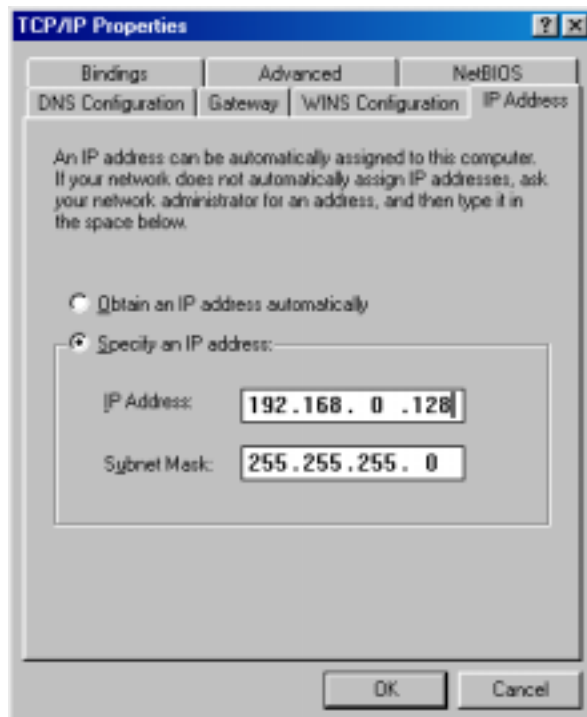 TCP/IP Properties
Bindings Advanced NetBIOS
DNS Configuration Gateway WINS Configuration IP Address
An IP address can be automatically assigned to this computer.
If your network does not automatically assign IP addresses, ask
your network administrator for an address, and then type it in
the space below.
Obtain an IP address automatically
Specify an IP address:
IP Address: 192.168. 0 .128
Subnet Mask: 255.255.255. 0
OK Cancel